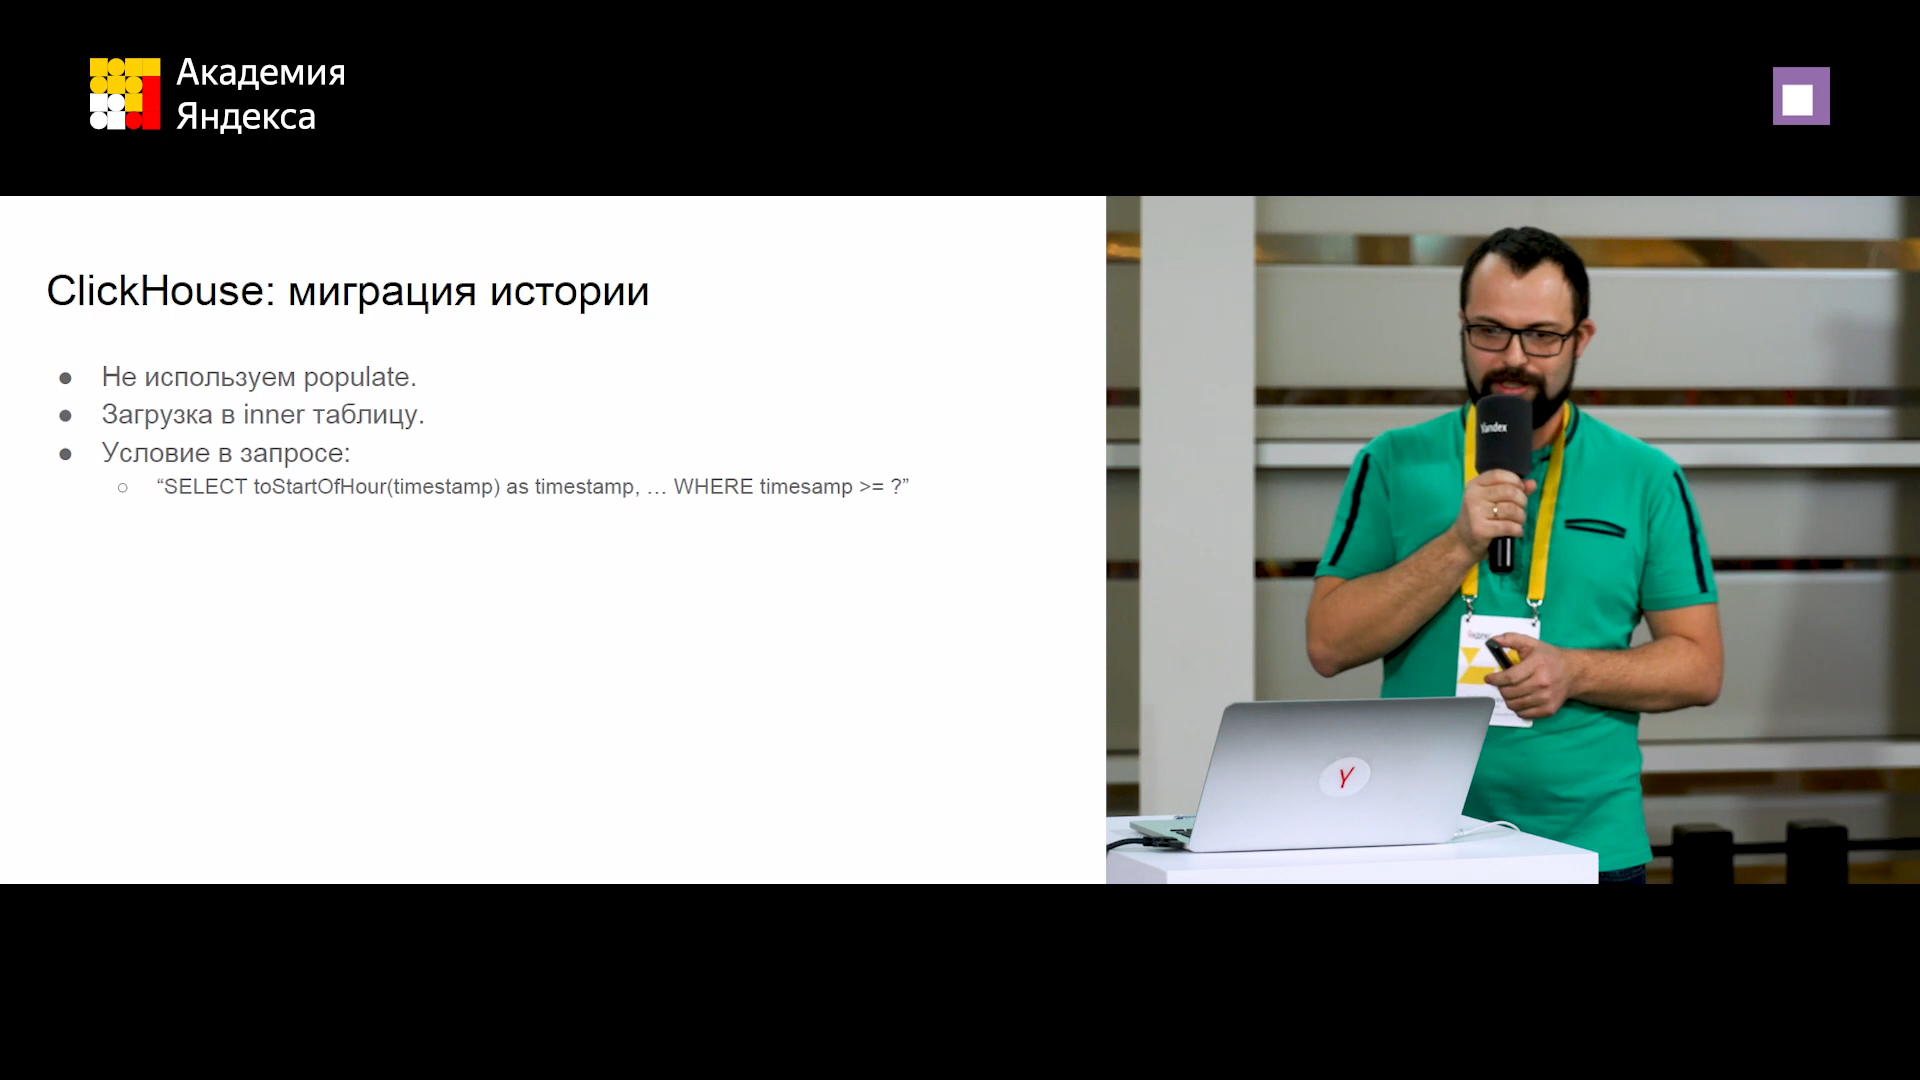 Академия
Яндекса
ClickHouse: миграция истории
● Не используем populate.
● Загрузка в inner таблицу.
● Условие в запросе:
○ “SELECT toStartOfHour(timestamp) as timestamp, … WHERE timesamp >= ?”
Yandex
Y